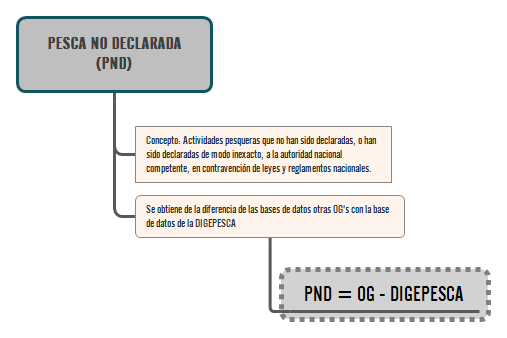 PESCA NO DECLARADA
(PND)
Concepto: Actividades pesqueras que no han sido declaradas, o han
sido declaradas de modo inexacto, a la autoridad nacional
competente, en contravención de leyes y reglamentos nacionales.
Se obtiene de la diferencia de las bases de datos otras OG's con la base
de datos de la DIGEPESCA
PND = OG - DIGEPESCA